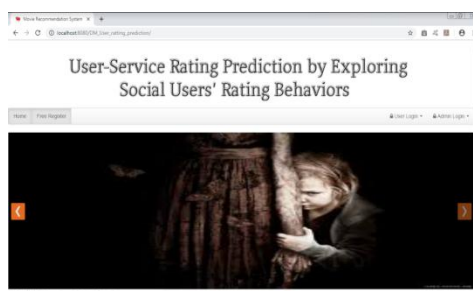 Movie Recommendation System
localhost:8080/DM_User_rating_prediction/
User-Service Rating Prediction by Exploring
Social Users' Rating Behaviors
Home Free Register User Login Admin Login